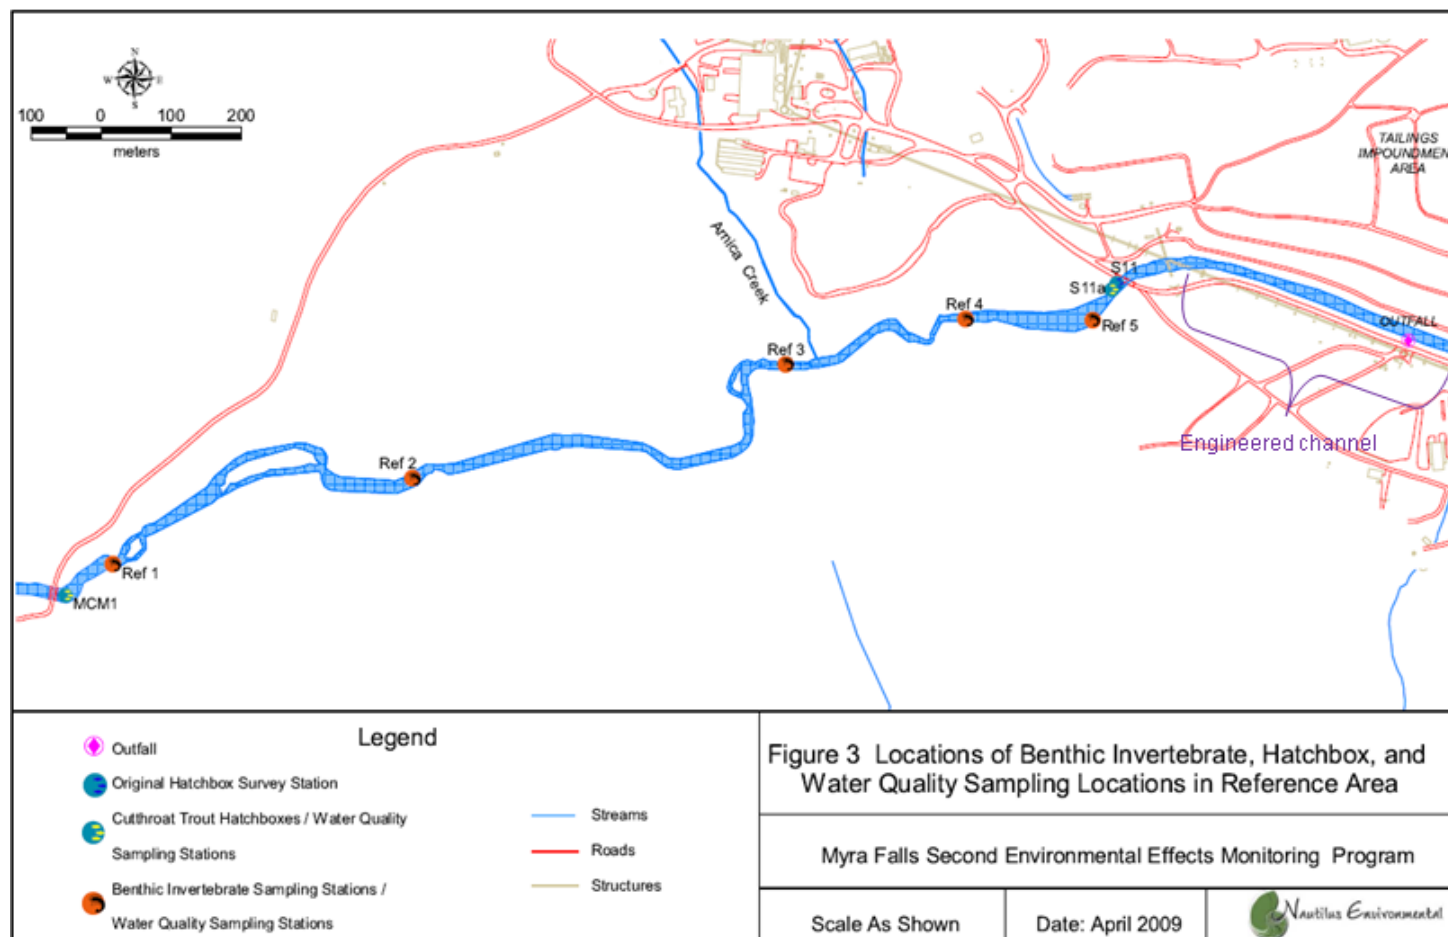 N
W E
S
100 0 100 200
meters
TAILINGS
IMPOUNDMEN
AREA
Arnica Creek
S11
S11a
Ref 4
Ref 5
OUTFALL
Ref 3
Engineered channel
Ref 2
Ref 1
MCM1
Legend
Outfall
Original Hatchbox Survey Station
Cutthroat Trout Hatchboxes / Water Quality
Sampling Stations
Benthic Invertebrate Sampling Stations /
Water Quality Sampling Stations
Streams
Roads
Structures
Figure 3 Locations of Benthic Invertebrate, Hatchbox, and
Water Quality Sampling Locations in Reference Area
Myra Falls Second Environmental Effects Monitoring Program
Scale As Shown
Date: April 2009
Nautilus Environmental